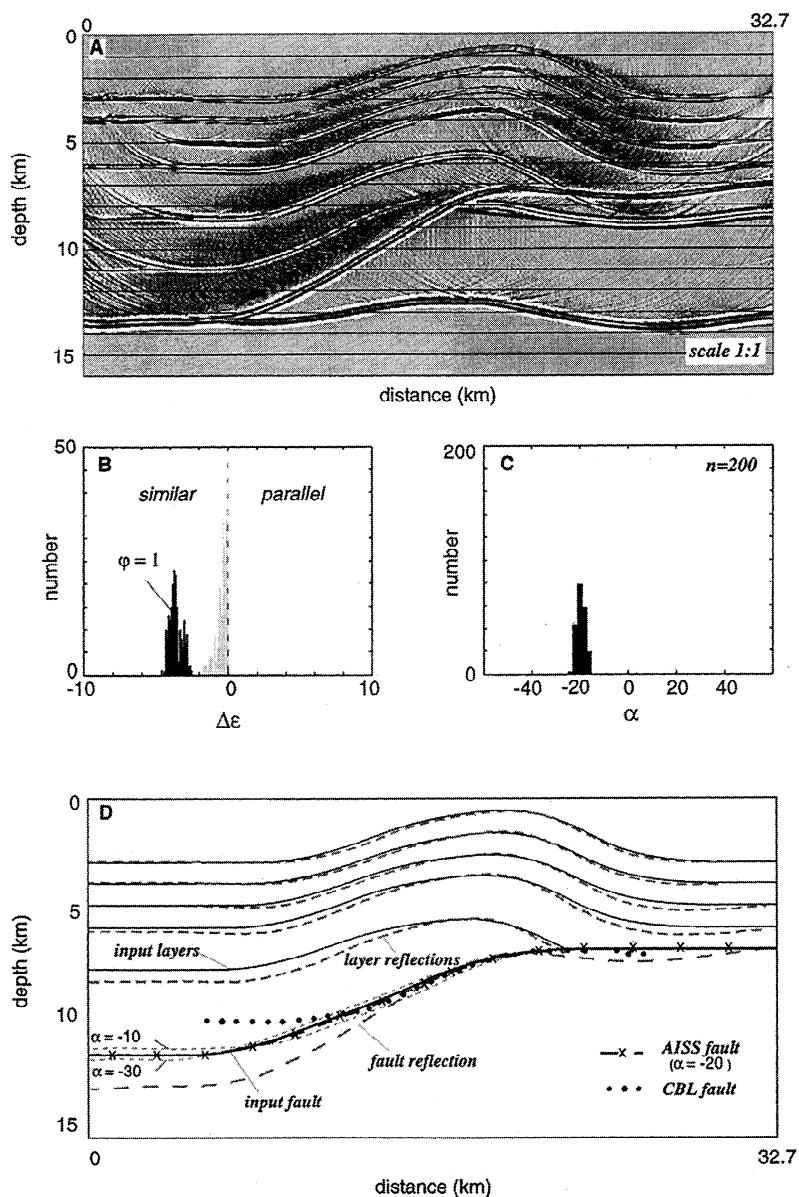 0
32.7
A
0
5
10
15
depth (km)
scale 1:1
distance (km)
B
50
similar
parallel
φ = 1
number
0
-10
0
10
Δε
C
200
n=200
number
0
-40
-20
0
20
40
α
D
0
5
10
15
depth (km)
input layers
layer reflections
α = -10
α = -30
fault reflection
input fault
AISS fault
(α = -20 )
CBL fault
0
32.7
distance (km)